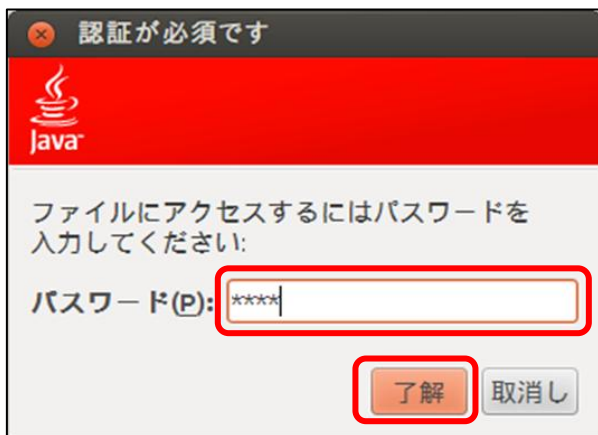 認証が必須です
Java
ファイルにアクセスするにはパスワードを
入力してください:
パスワード(P): ****
了解 取消し